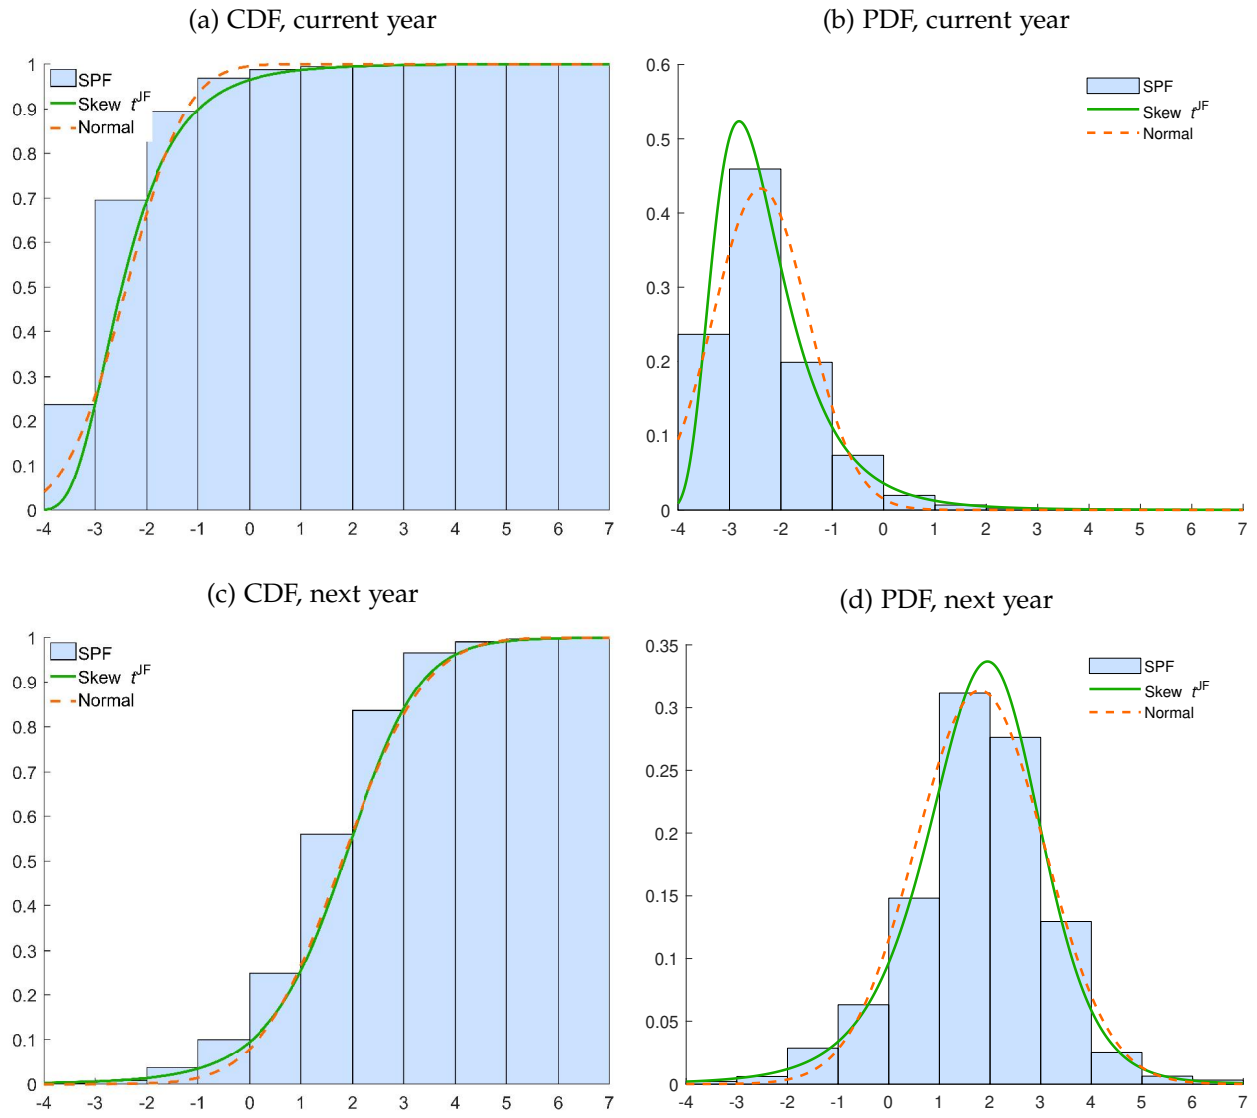 (a) CDF, current year
1
0.9
0.8
0.7
0.6
0.5
0.4
0.3
0.2
0.1
0
SPF
Skew t^JF
Normal
-4 -3 -2 -1 0 1 2 3 4 5 6 7
(b) PDF, current year
0.6
0.5
0.4
0.3
0.2
0.1
0
SPF
Skew t^JF
Normal
-4 -3 -2 -1 0 1 2 3 4 5 6 7
(c) CDF, next year
1
0.9
0.8
0.7
0.6
0.5
0.4
0.3
0.2
0.1
0
SPF
Skew t^JF
Normal
-4 -3 -2 -1 0 1 2 3 4 5 6 7
(d) PDF, next year
0.35
0.3
0.25
0.2
0.15
0.1
0.05
0
SPF
Skew t^JF
Normal
-4 -3 -2 -1 0 1 2 3 4 5 6 7